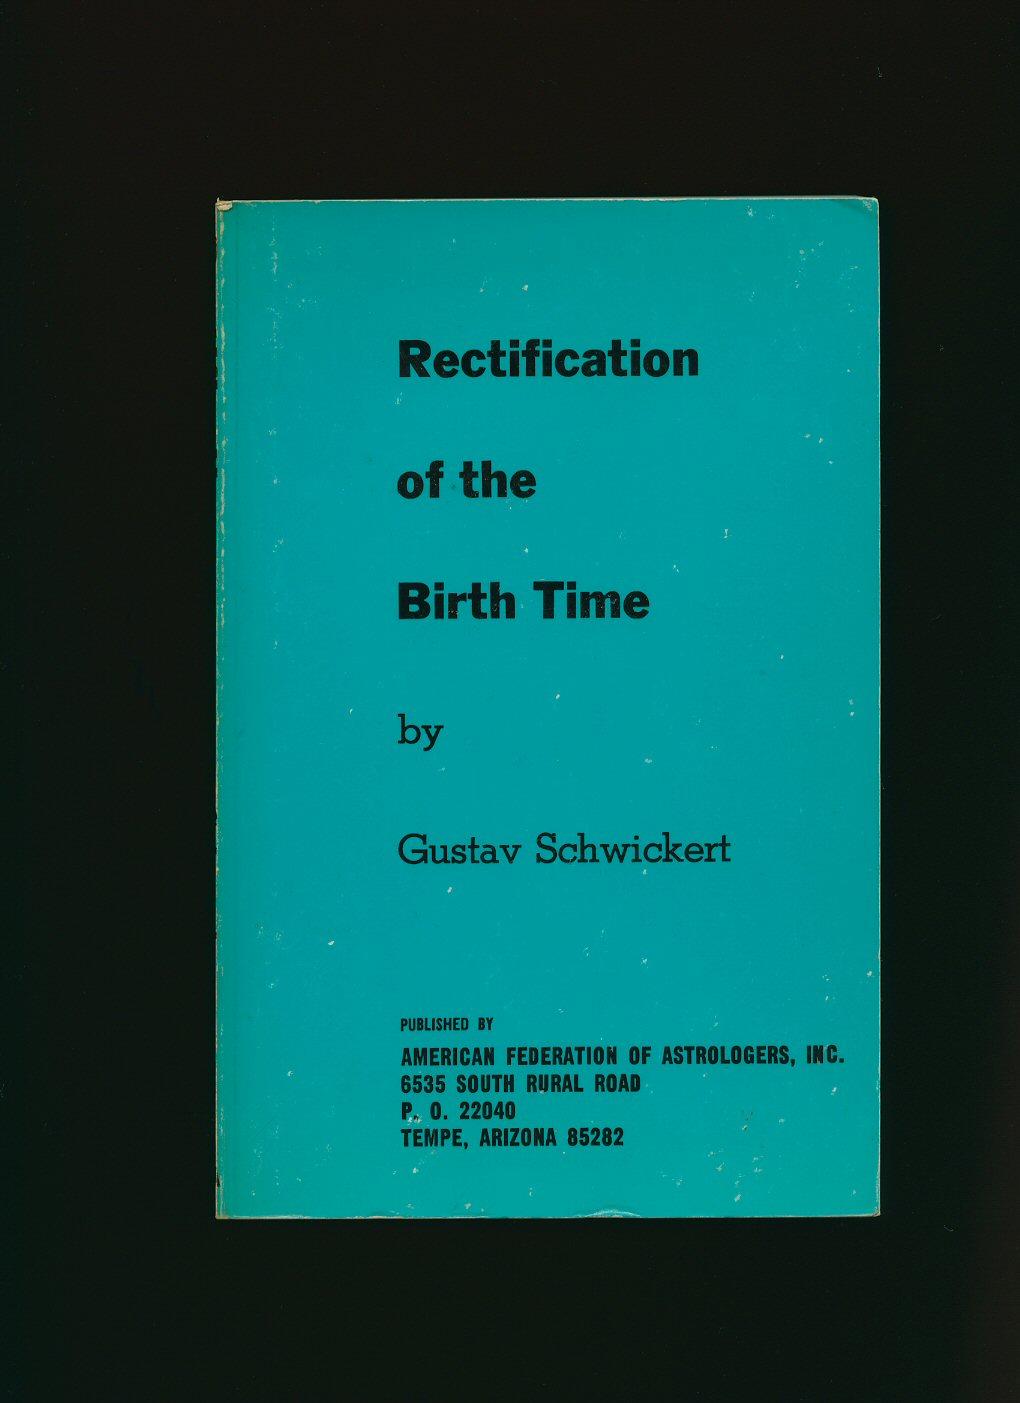 Rectification
of the
Birth Time
by
Gustav Schwickert
PUBLISHED BY
AMERICAN FEDERATION OF ASTROLOGERS, INC.
6535 SOUTH RURAL ROAD
P. O. 22040
TEMPE, ARIZONA 85282